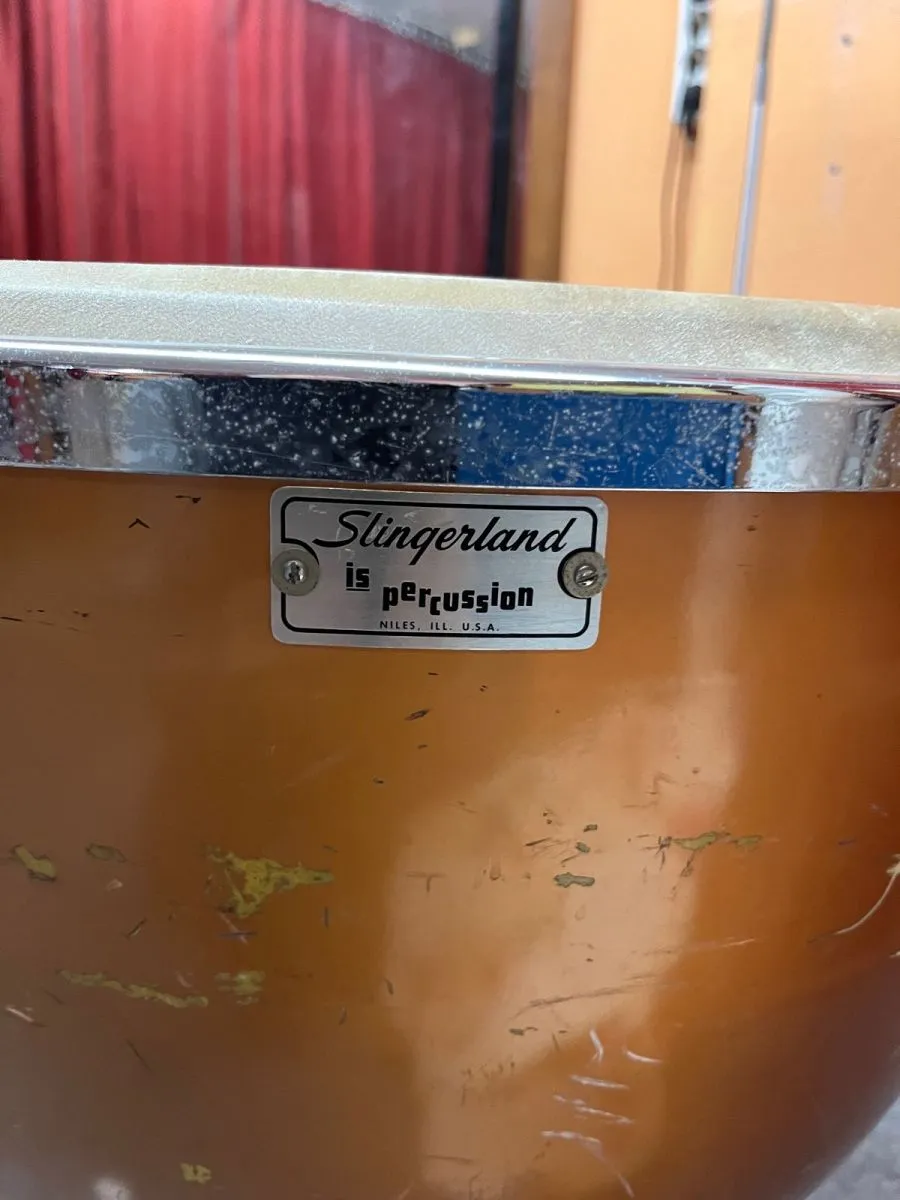 Slingerland
is percussion
NILES, ILL. U.S.A.